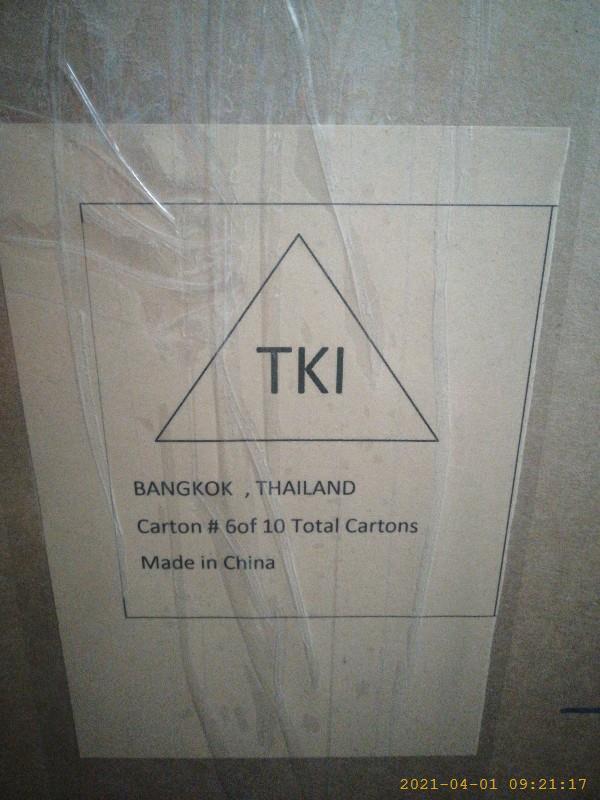 TKI
BANGKOK , THAILAND
Carton # 6of 10 Total Cartons
Made in China
2021-04-01 09:21:17